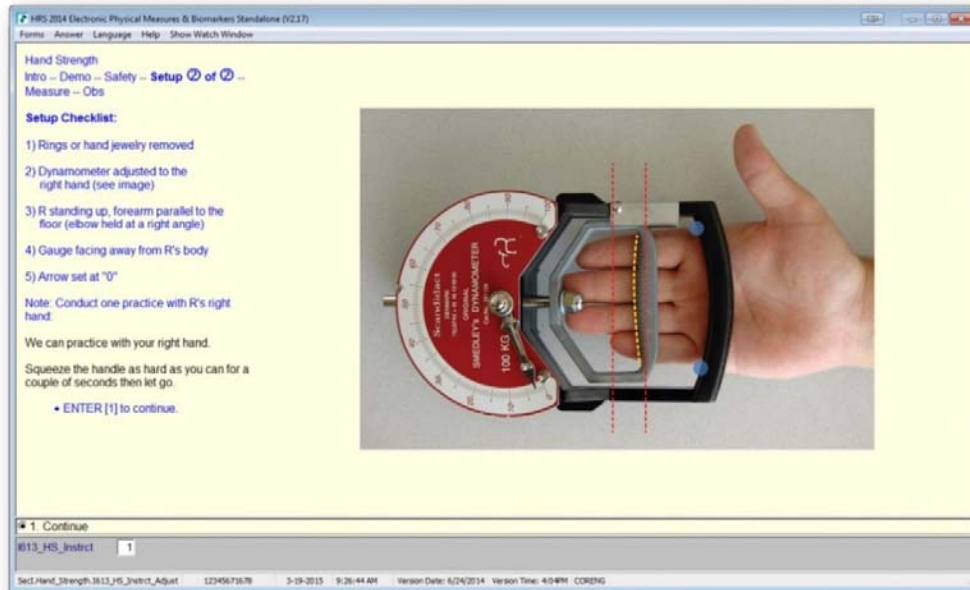 HRS 2014 Electronic Physical Measures & Biomarkers Standalone (V2.17)
Forms Answer Language Help Show Watch Window
Hand Strength
Intro -- Demo -- Safety -- Setup ② of ② --
Measure -- Obs
Setup Checklist:
1) Rings or hand jewelry removed
2) Dynamometer adjusted to the
right hand (see image)
3) R standing up, forearm parallel to the
floor (elbow held at a right angle)
4) Gauge facing away from R's body
5) Arrow set at "0"
Note: Conduct one practice with R's right
hand:
We can practice with your right hand.
Squeeze the handle as hard as you can for a
couple of seconds then let go.
• ENTER [1] to continue.
Scandidact
DENMARK
ORIGINAL
SMEDLEY's DYNAMOMETER
100 KG
1. Continue
I613_HS_Instrct 1
SecI.Hand_Strength.I613_HS_Instrct_Adjust 12345671678 3-19-2015 9:26:44 AM Version Date: 6/24/2014 Version Time: 4:04PM CORENG